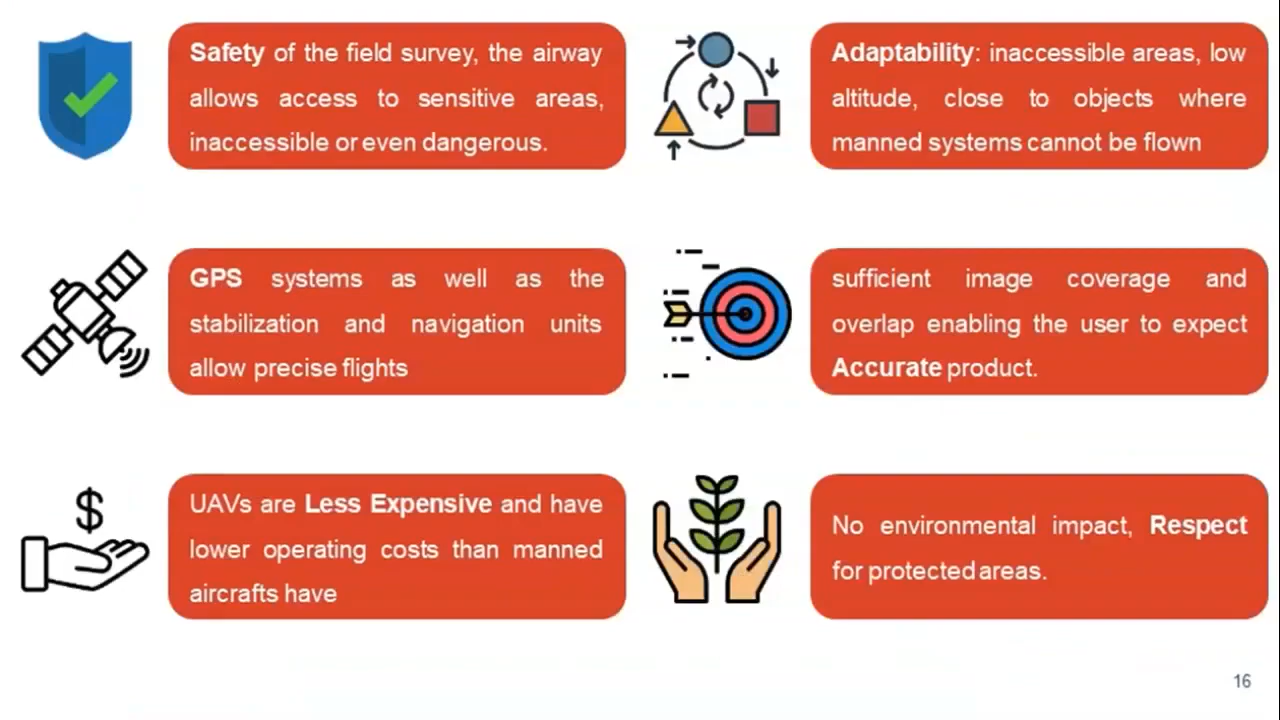 Safety of the field survey, the airway
allows access to sensitive areas,
inaccessible or even dangerous.
Adaptability: inaccessible areas, low
altitude, close to objects where
manned systems cannot be flown
GPS systems as well as the
stabilization and navigation units
allow precise flights
sufficient image coverage and
overlap enabling the user to expect
Accurate product.
$
UAVs are Less Expensive and have
lower operating costs than manned
aircrafts have
No environmental impact, Respect
for protected areas.
16